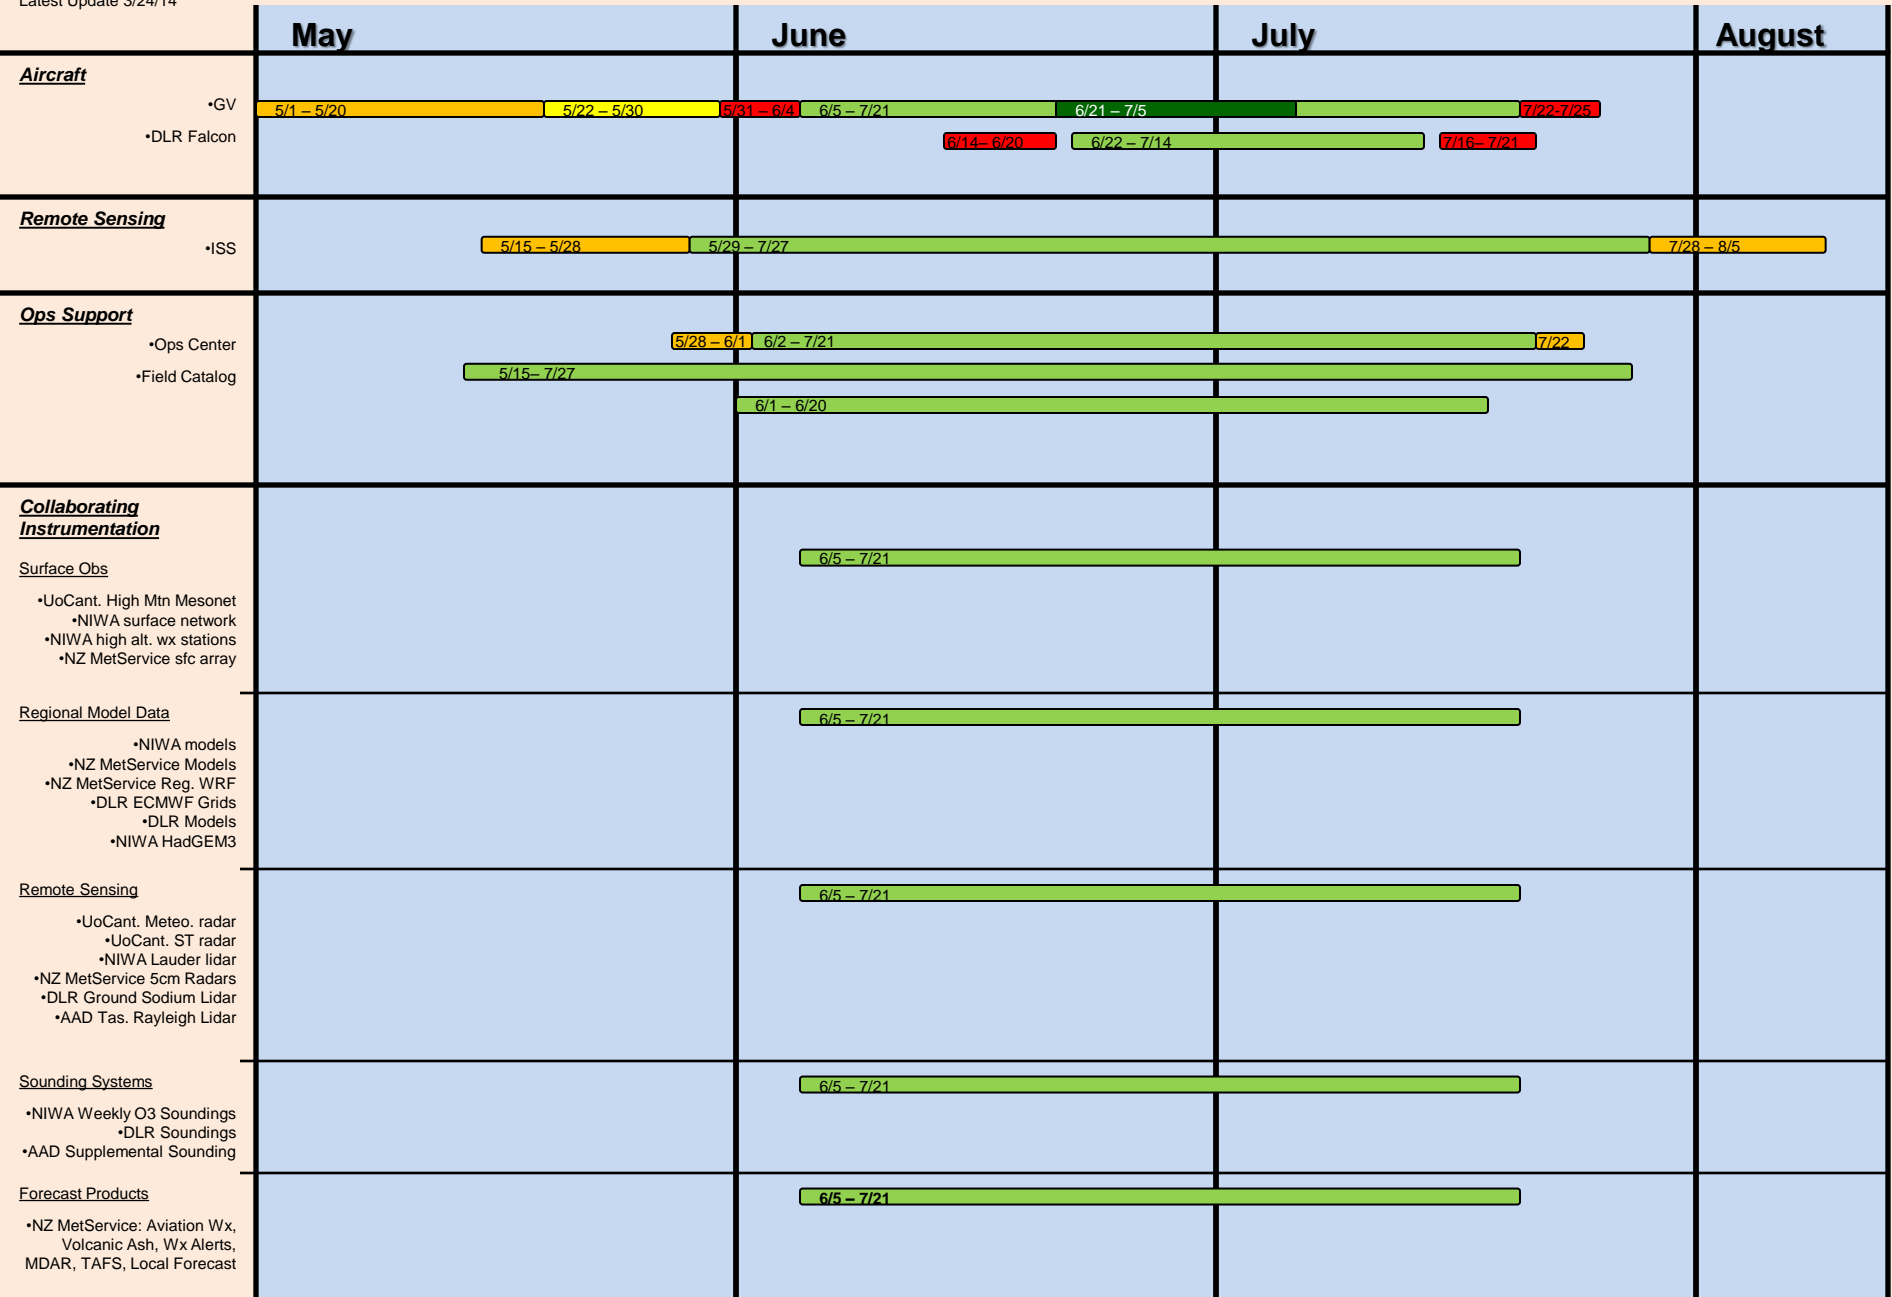 Latest Update 3/24/14
May June July August
Aircraft
•GV 5/1 – 5/20 5/22 – 5/30 5/31 – 6/4 6/5 – 7/21 6/21 – 7/5 7/22-7/25
•DLR Falcon 6/14– 6/20 6/22 – 7/14 7/16– 7/21
Remote Sensing
•ISS 5/15 – 5/28 5/29 – 7/27 7/28 – 8/5
Ops Support
•Ops Center 5/28 – 6/1 6/2 – 7/21 7/22
•Field Catalog 5/15– 7/27
6/1 – 6/20
Collaborating
Instrumentation
6/5 – 7/21
Surface Obs
•UoCant. High Mtn Mesonet
•NIWA surface network
•NIWA high alt. wx stations
•NZ MetService sfc array
Regional Model Data 6/5 – 7/21
•NIWA models
•NZ MetService Models
•NZ MetService Reg. WRF
•DLR ECMWF Grids
•DLR Models
•NIWA HadGEM3
Remote Sensing 6/5 – 7/21
•UoCant. Meteo. radar
•UoCant. ST radar
•NIWA Lauder lidar
•NZ MetService 5cm Radars
•DLR Ground Sodium Lidar
•AAD Tas. Rayleigh Lidar
Sounding Systems 6/5 – 7/21
•NIWA Weekly O3 Soundings
•DLR Soundings
•AAD Supplemental Sounding
Forecast Products 6/5 – 7/21
•NZ MetService: Aviation Wx,
Volcanic Ash, Wx Alerts,
MDAR, TAFS, Local Forecast